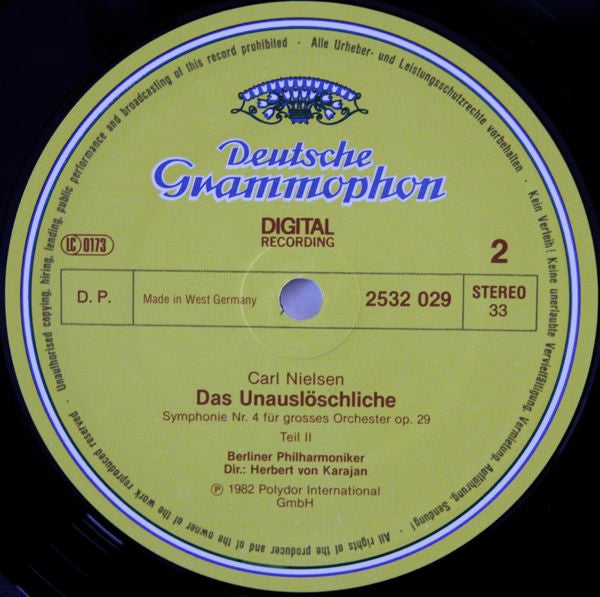 Unauthorised copying, hiring, lending, public performance and broadcasting of this record prohibited · Alle Urheber- und Leistungsschutzrechte vorbehalten · Kein Verleih! Keine unerlaubte Vervielfältigung, Vermietung, Aufführung, Sendung! · All rights of the producer and of the owner of the work reproduced reserved ·
Deutsche
Grammophon
DIGITAL
RECORDING
LC 0173
2
D. P.
Made in West Germany
2532 029
STEREO
33
Carl Nielsen
Das Unauslöschliche
Symphonie Nr. 4 für grosses Orchester op. 29
Teil II
Berliner Philharmoniker
Dir.: Herbert von Karajan
℗ 1982 Polydor International
GmbH